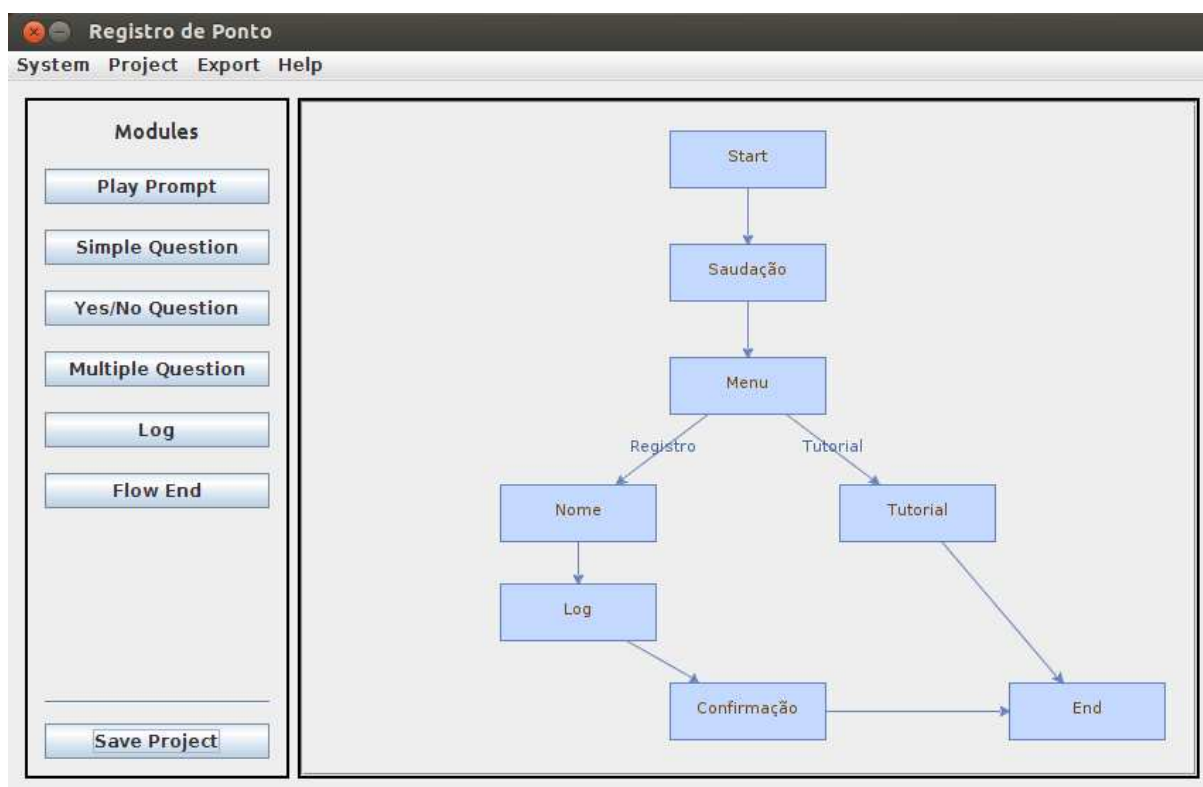 Registro de Ponto
System Project Export Help
Modules
Play Prompt
Simple Question
Yes/No Question
Multiple Question
Log
Flow End
Save Project
Start
Saudação
Menu
Registro Tutorial
Nome Tutorial
Log
Confirmação End